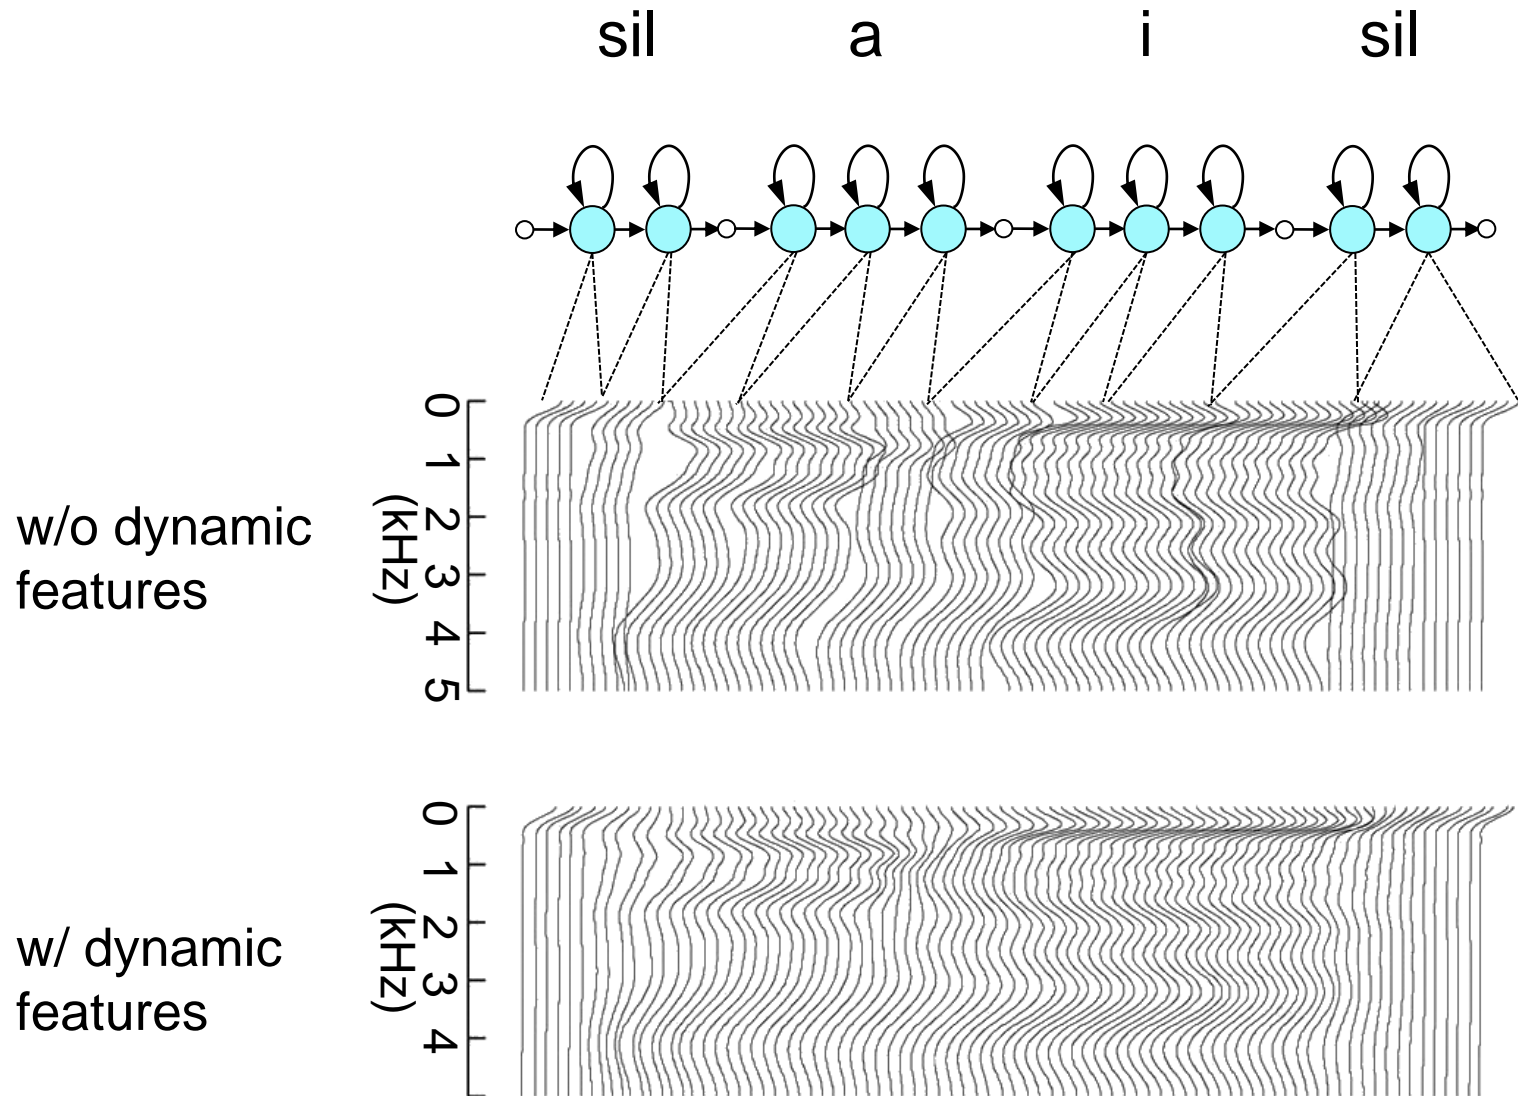 sil a i sil
0 1 2 3 4 5
(kHz)
w/o dynamic
features
0 1 2 3 4
(kHz)
w/ dynamic
features